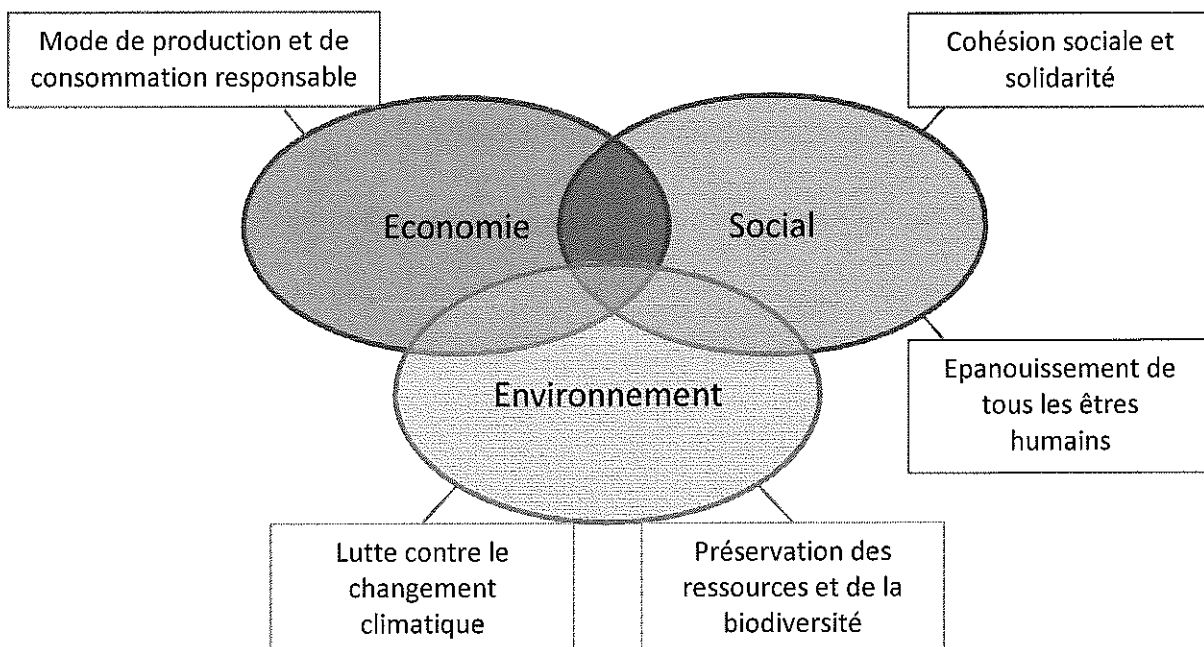 Mode de production et de
consommation responsable
Cohésion sociale et
solidarité
Economie
Social
Environnement
Epanouissement de
tous les êtres
humains
Lutte contre le
changement
climatique
Préservation des
ressources et de la
biodiversité